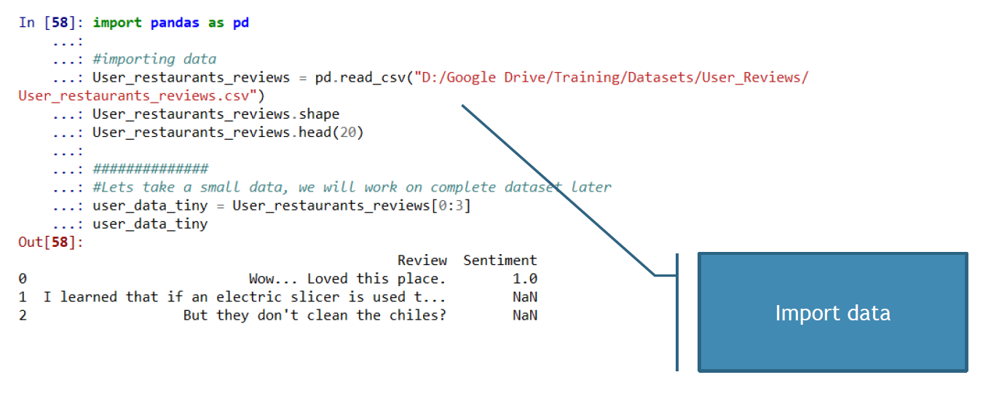 In [58]: import pandas as pd
...:
...: #importing data
...: User_restaurants_reviews = pd.read_csv("D:/Google Drive/Training/Datasets/User_Reviews/
User_restaurants_reviews.csv")
...: User_restaurants_reviews.shape
...: User_restaurants_reviews.head(20)
...:
...: ##############
...: #Lets take a small data, we will work on complete dataset later
...: user_data_tiny = User_restaurants_reviews[0:3]
...: user_data_tiny
Out[58]:
Review Sentiment
0 Wow... Loved this place. 1.0
1 I learned that if an electric slicer is used t... NaN
2 But they don't clean the chiles? NaN
Import data